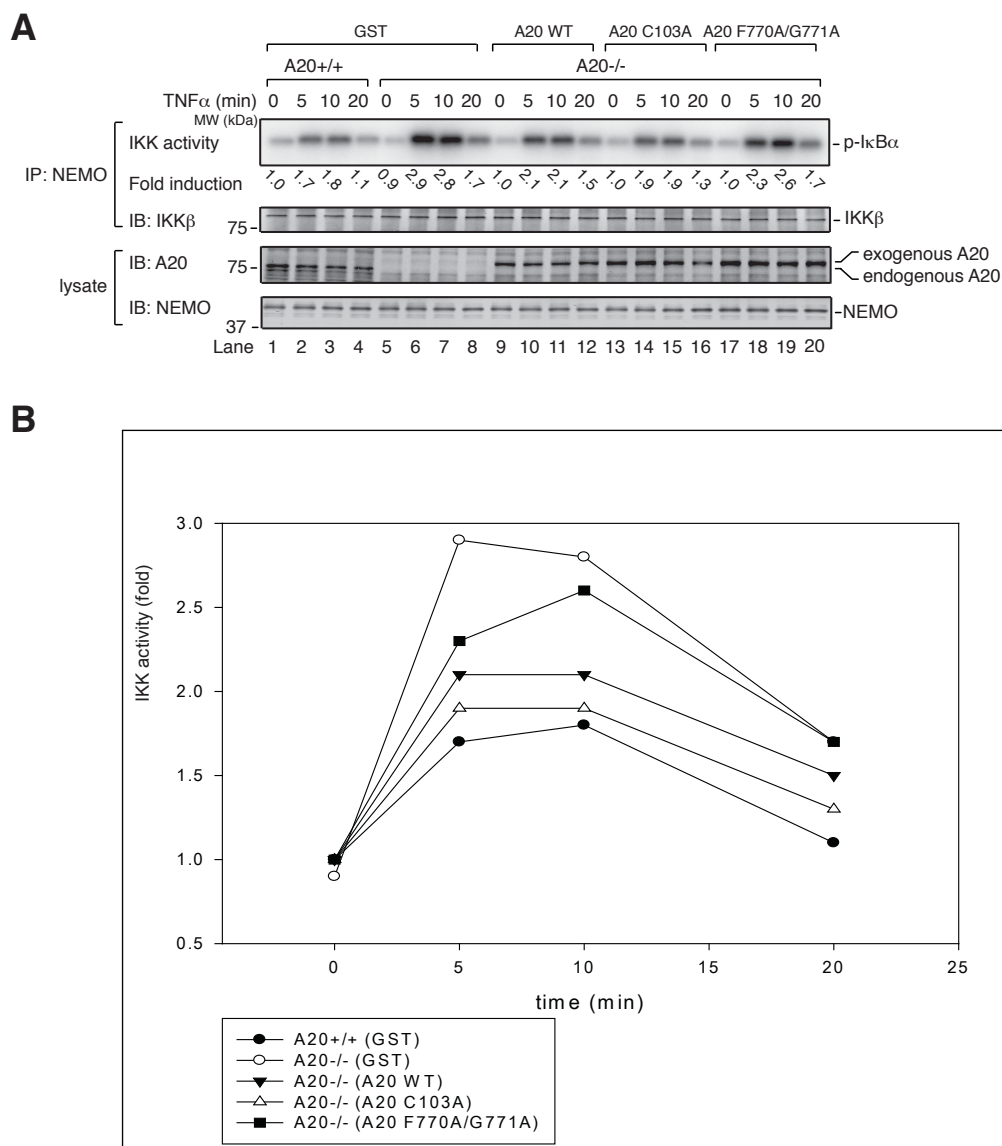 A
GST A20 WT A20 C103A A20 F770A/G771A
A20+/+ A20-/-
TNFα (min) 0 5 10 20 0 5 10 20 0 5 10 20 0 5 10 20 0 5 10 20
MW (kDa)
IP: NEMO
IKK activity
p-IκBα
Fold induction 1.0 1.7 1.8 1.1 0.9 2.9 2.8 1.7 1.0 2.1 2.1 1.5 1.0 1.9 1.9 1.3 1.0 2.3 2.6 1.7
IB: IKKβ
75
IKKβ
lysate
IB: A20
75
exogenous A20
endogenous A20
IB: NEMO
37
NEMO
Lane 1 2 3 4 5 6 7 8 9 10 11 12 13 14 15 16 17 18 19 20
B
IKK activity (fold)
3.0
2.5
2.0
1.5
1.0
0.5
0 5 10 15 20 25
time (min)
A20+/+ (GST)
A20-/- (GST)
A20-/- (A20 WT)
A20-/- (A20 C103A)
A20-/- (A20 F770A/G771A)